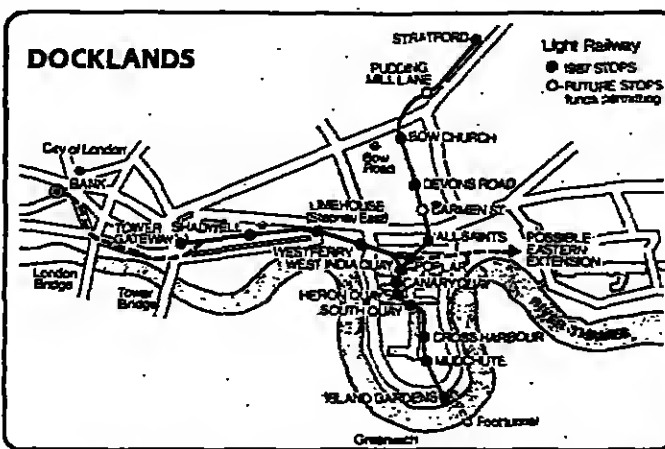 DOCKLANDS
STRATFORD
PUDDING
MILL LANE
Light Railway
1987 STOPS
FUTURE STOPS
funds permitting
BOW CHURCH
Bow
Road
City of London
BANK
DEVONS ROAD
CARMEN ST
LIMEHOUSE
(Stepney East)
TOWER
GATEWAY
SHADWELL
ALL SAINTS
POSSIBLE
EASTERN
EXTENSION
WESTFERRY
WEST INDIA QUAY
POPLAR
CANARY QUAY
HERON QUAY
SOUTH QUAY
London
Bridge
Tower
Bridge
RIVER THAMES
CROSS HARBOUR
MUDCHUTE
ISLAND GARDENS
Foot tunnel
Greenwich